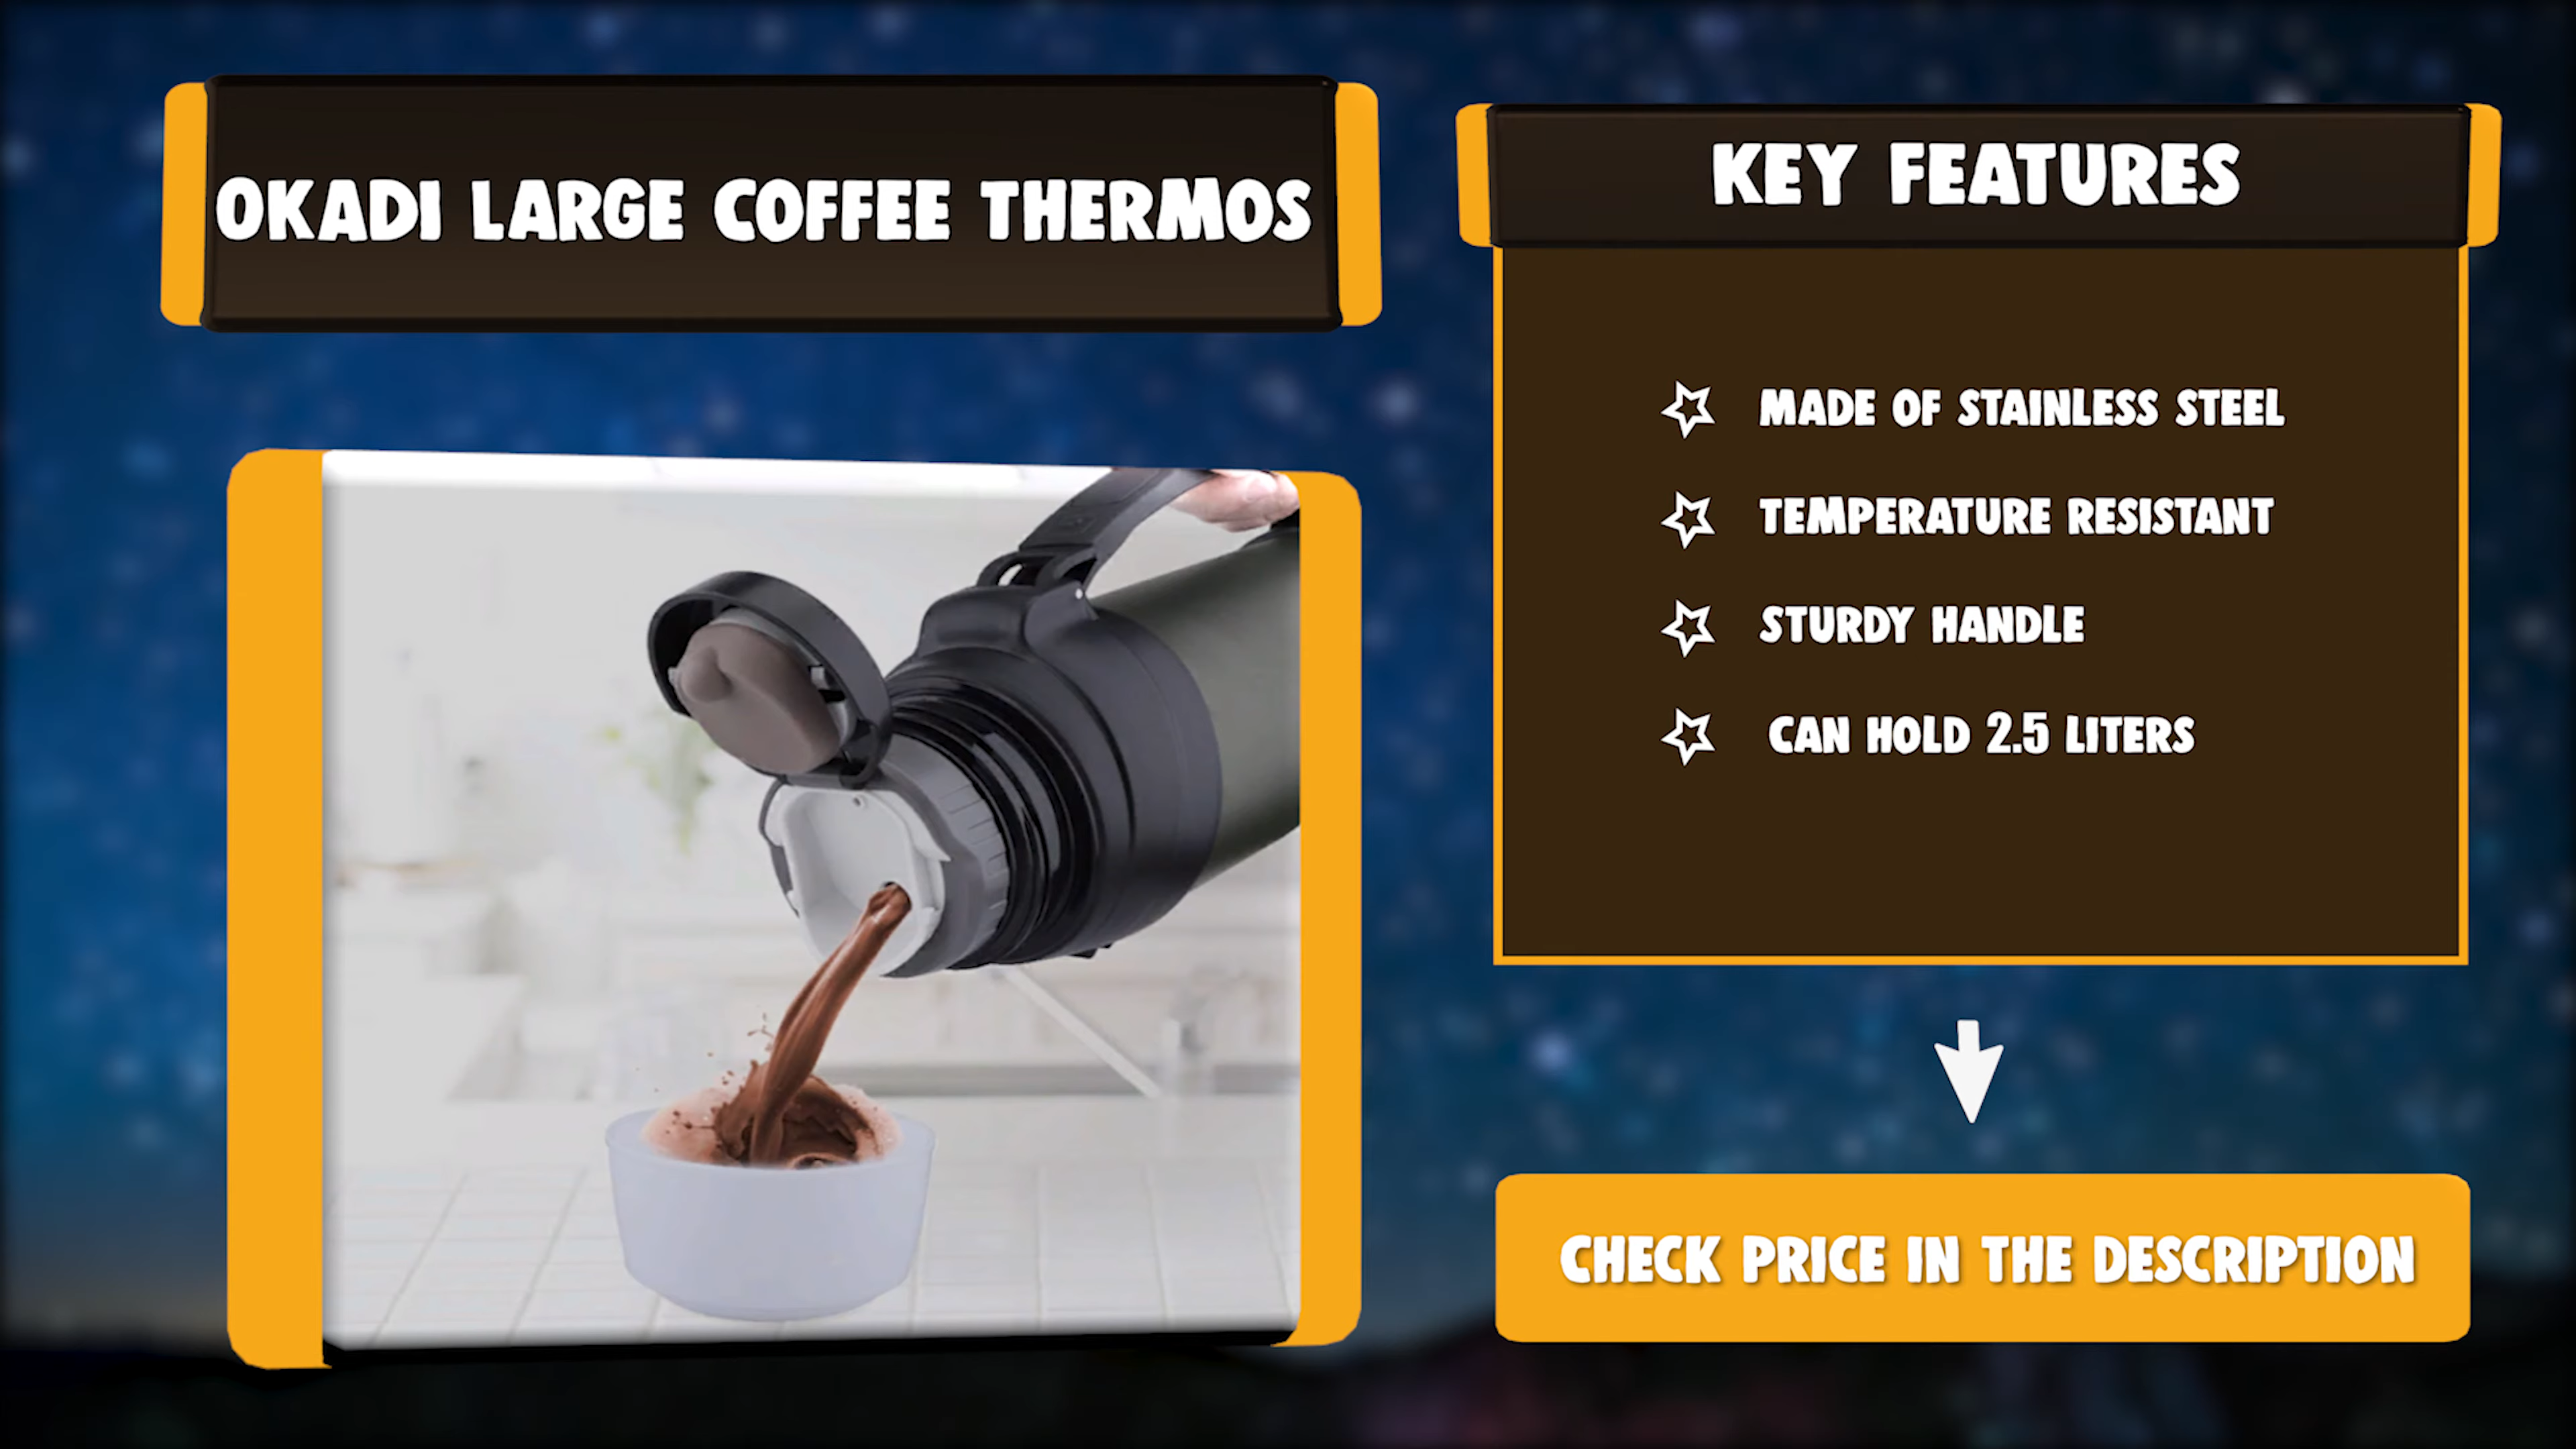 OKADI LARGE COFFEE THERMOS
KEY FEATURES
MADE OF STAINLESS STEEL
TEMPERATURE RESISTANT
STURDY HANDLE
CAN HOLD 2.5 LITERS
CHECK PRICE IN THE DESCRIPTION